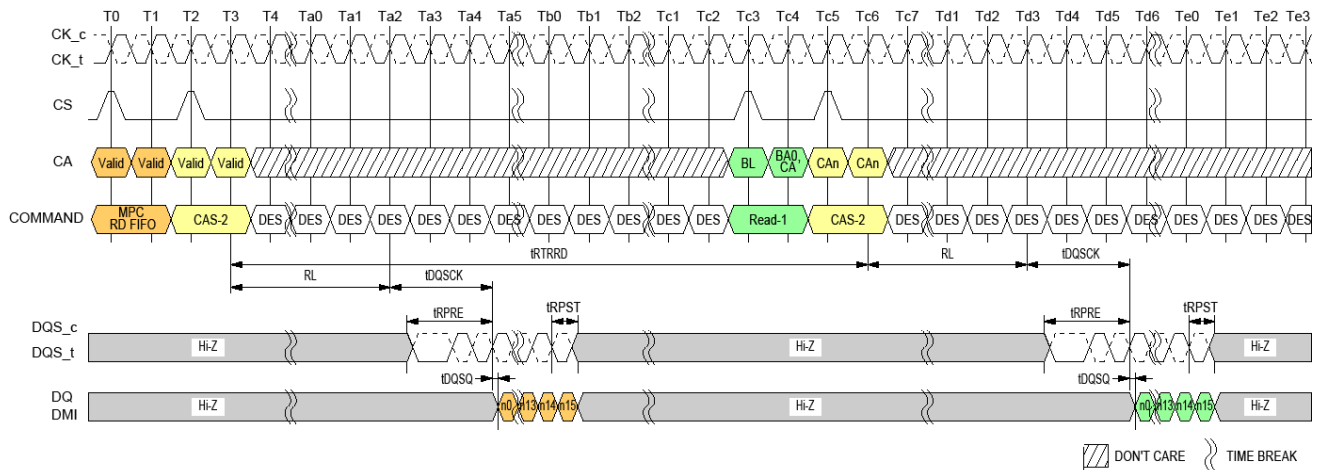 T0 T1 T2 T3 T4 Ta0 Ta1 Ta2 Ta3 Ta4 Ta5 Tb0 Tb1 Tb2 Tc1 Tc2 Tc3 Tc4 Tc5 Tc6 Tc7 Td1 Td2 Td3 Td4 Td5 Td6 Te0 Te1 Te2 Te3
CK_c
CK_t
CS
CA Valid Valid Valid Valid BL BA0, CA CAn CAn
COMMAND MPC RD FIFO CAS-2 DES DES DES DES DES DES DES DES DES DES DES DES Read-1 CAS-2 DES DES DES DES DES DES DES DES DES DES DES
tRTRRD
RL tDQSCK RL tDQSCK
tRPRE tRPST tRPRE tRPST
DQS_c
DQS_t
Hi-Z Hi-Z Hi-Z
tDQSQ tDQSQ
DQ
DMI
Hi-Z n0 n13 n14 n15 Hi-Z n0 n13 n14 n15 Hi-Z
DON'T CARE TIME BREAK